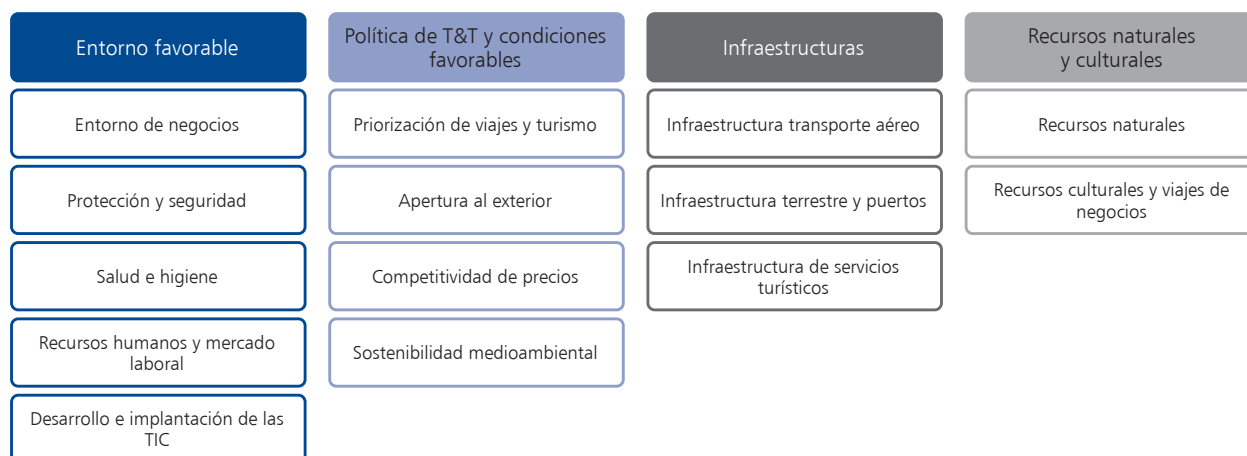 Entorno favorable
Entorno de negocios
Protección y seguridad
Salud e higiene
Recursos humanos y mercado
laboral
Desarrollo e implantación de las
TIC
Política de T&T y condiciones
favorables
Priorización de viajes y turismo
Apertura al exterior
Competitividad de precios
Sostenibilidad medioambiental
Infraestructuras
Infraestructura transporte aéreo
Infraestructura terrestre y puertos
Infraestructura de servicios
turísticos
Recursos naturales
y culturales
Recursos naturales
Recursos culturales y viajes de
negocios